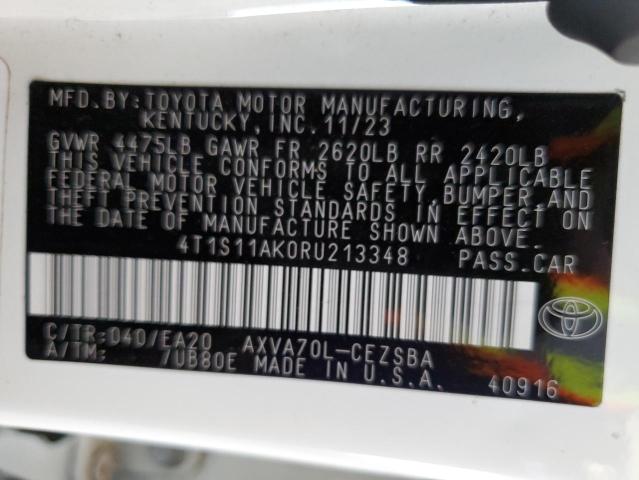 MFD.BY:TOYOTA MOTOR MANUFACTURING,
KENTUCKY,INC.11/23
GVWR 4475LB GAWR FR 2620LB RR 2420LB
THIS VEHICLE CONFORMS TO ALL APPLICABLE
FEDERAL MOTOR VEHICLE SAFETY,BUMPER,AND
THEFT PREVENTION STANDARDS IN EFFECT ON
THE DATE OF MANUFACTURE SHOWN ABOVE.
4T1S11AK0RU213348 PASS.CAR
C/TR:040/EA20 AXVA70L-CEZSBA
A/TM: /UB80E MADE IN U.S.A.
40916